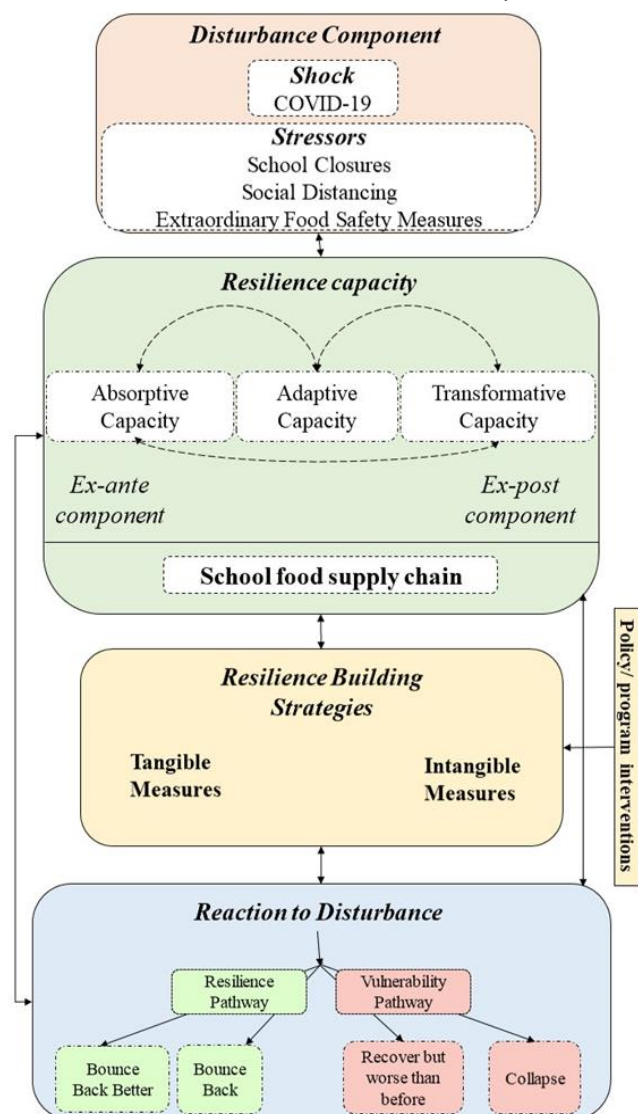 Disturbance Component
Shock
COVID-19
Stressors
School Closures
Social Distancing
Extraordinary Food Safety Measures
Resilience capacity
Absorptive
Capacity
Adaptive
Capacity
Transformative
Capacity
Ex-ante
component
Ex-post
component
School food supply chain
Resilience Building
Strategies
Tangible
Measures
Intangible
Measures
Policy/ program interventions
Reaction to Disturbance
Resilience
Pathway
Vulnerability
Pathway
Bounce
Back Better
Bounce
Back
Recover but
worse than
before
Collapse